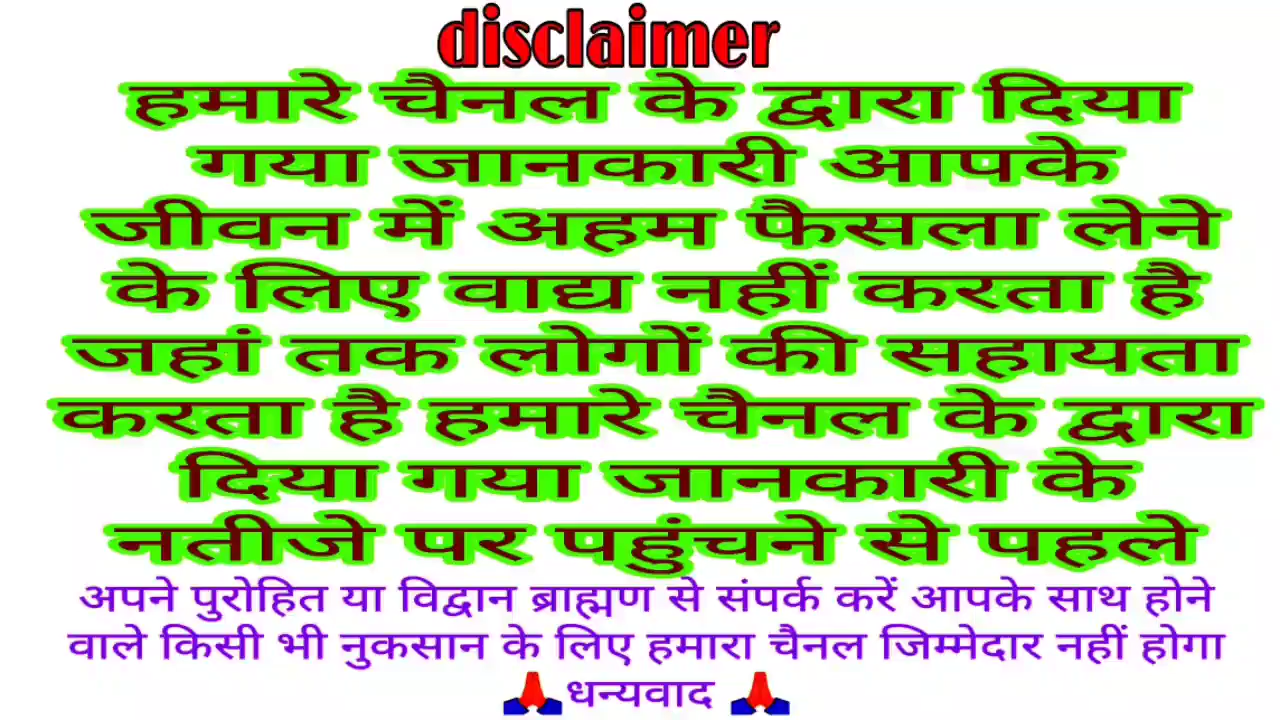 disclaimer
हमारे चैनल के द्वारा दिया
गया जानकारी आपके
जीवन में अहम फैसला लेने
के लिए वाद्य नहीं करता है
जहां तक लोगों की सहायता
करता है हमारे चैनल के द्वारा
दिया गया जानकारी के
नतीजे पर पहुंचने से पहले
अपने पुरोहित या विद्वान ब्राह्मण से संपर्क करें आपके साथ होने
वाले किसी भी नुकसान के लिए हमारा चैनल जिम्मेदार नहीं होगा
🙏धन्यवाद 🙏